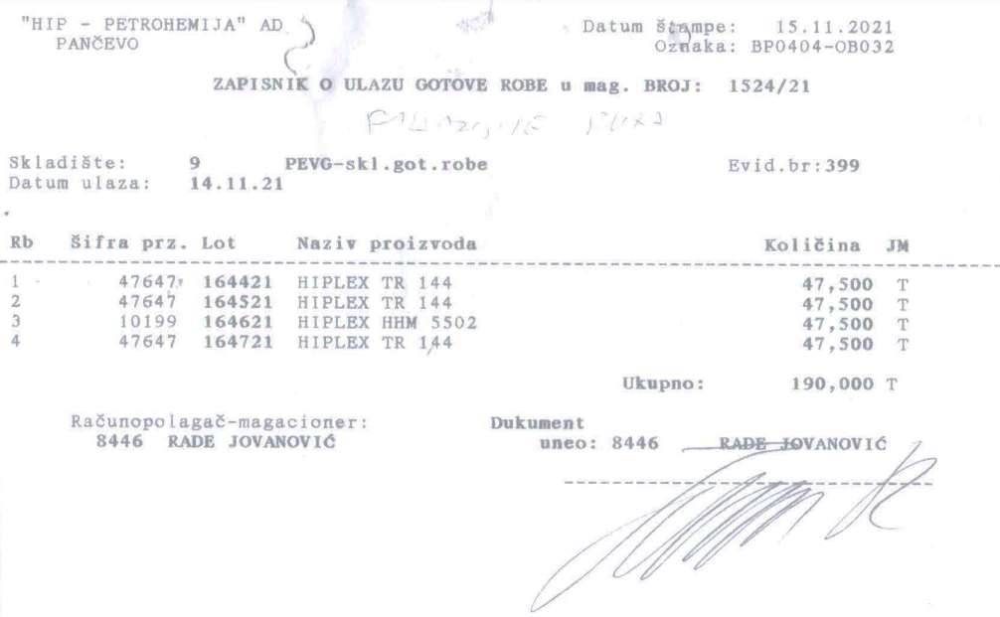 "HIP - PETROHEMIJA" AD
PANČEVO
Datum štampe: 15.11.2021
Oznaka: BP0404-OB032
ZAPISNIK O ULAZU GOTOVE ROBE u mag. BROJ: 1524/21
Skladište: 9 PEVG-skl.got.robe Evid.br:399
Datum ulaza: 14.11.21
Rb Šifra prz. Lot Naziv proizvoda Količina JM
1 47647 164421 HIPLEX TR 144 47,500 T
2 47647 164521 HIPLEX TR 144 47,500 T
3 10199 164621 HIPLEX HHM 5502 47,500 T
4 47647 164721 HIPLEX TR 144 47,500 T
Ukupno: 190,000 T
Računopolagač-magacioner:
8446 RADE JOVANOVIĆ
Dukument
uneo: 8446 RADE JOVANOVIĆ